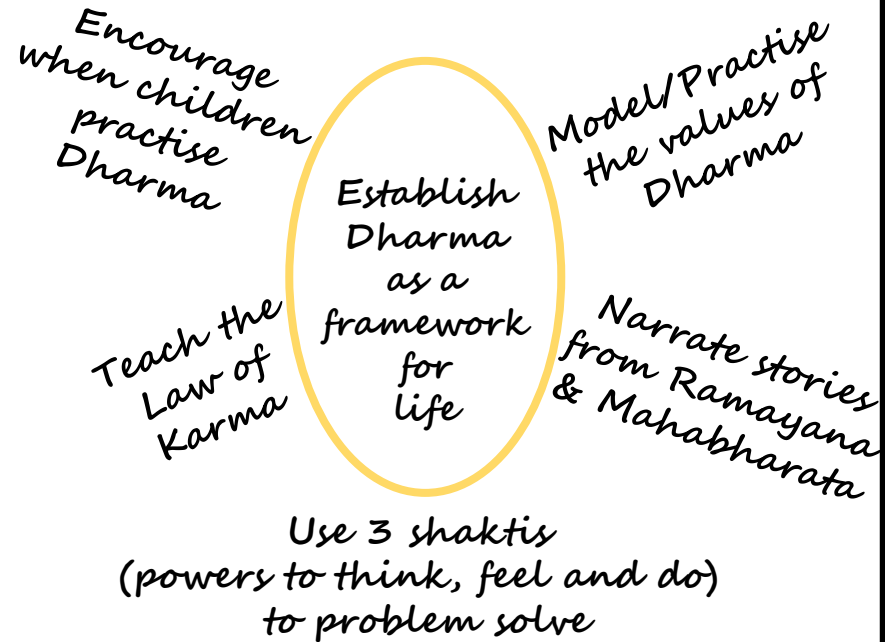 Encourage
when children
practise
Dharma
Model/Practise
the values of
Dharma
Establish
Dharma
as a
framework
for
life
Teach the
Law of
Karma
Narrate stories
from Ramayana
& Mahabharata
Use 3 shaktis
(powers to think, feel and do)
to problem solve